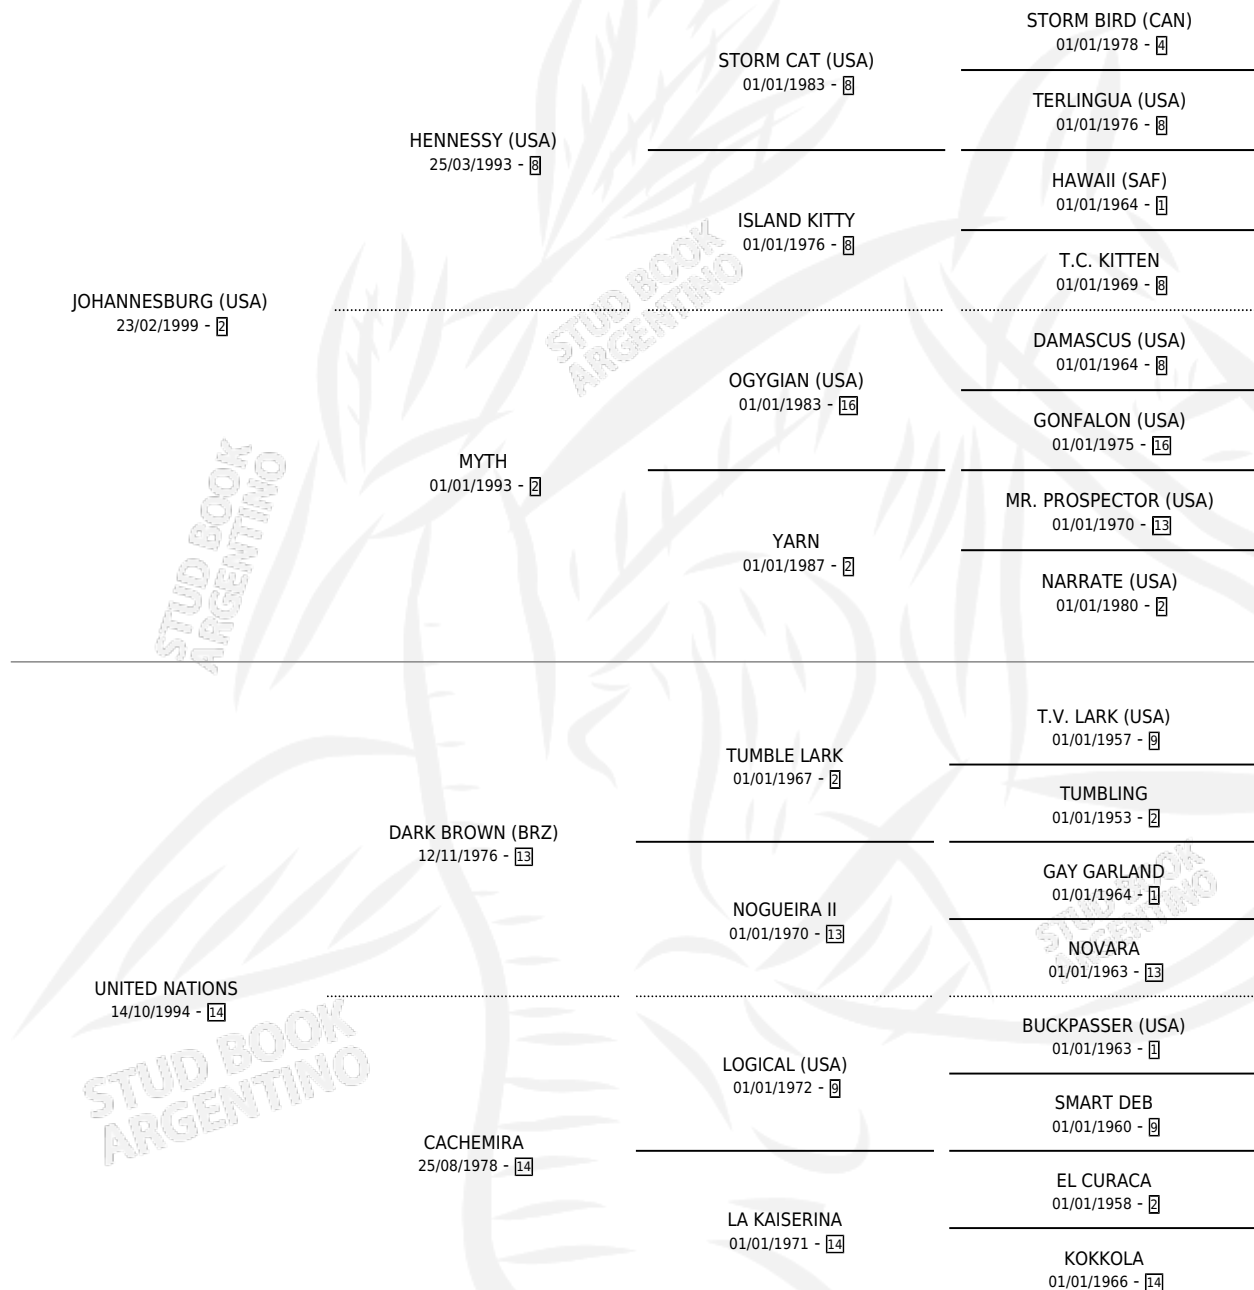 STORM BIRD (CAN)
01/01/1978 - 4
STORM CAT (USA)
01/01/1983 - 8
TERLINGUA (USA)
01/01/1976 - 8
HENNESSY (USA)
25/03/1993 - 8
HAWAII (SAF)
01/01/1964 - 1
ISLAND KITTY
01/01/1976 - 8
T.C. KITTEN
01/01/1969 - 8
JOHANNESBURG (USA)
23/02/1999 - 2
DAMASCUS (USA)
01/01/1964 - 8
OGYGIAN (USA)
01/01/1983 - 16
GONFALON (USA)
01/01/1975 - 16
MYTH
01/01/1993 - 2
MR. PROSPECTOR (USA)
01/01/1970 - 13
YARN
01/01/1987 - 2
NARRATE (USA)
01/01/1980 - 2
T.V. LARK (USA)
01/01/1957 - 9
TUMBLE LARK
01/01/1967 - 2
TUMBLING
01/01/1953 - 2
DARK BROWN (BRZ)
12/11/1976 - 13
GAY GARLAND
01/01/1964 - 1
NOGUEIRA II
01/01/1970 - 13
NOVARA
01/01/1963 - 13
UNITED NATIONS
14/10/1994 - 14
BUCKPASSER (USA)
01/01/1963 - 1
LOGICAL (USA)
01/01/1972 - 9
SMART DEB
01/01/1960 - 9
CACHEMIRA
25/08/1978 - 14
EL CURACA
01/01/1958 - 2
LA KAISERINA
01/01/1971 - 14
KOKKOLA
01/01/1966 - 14
STUD BOOK
ARGENTINO
STUD BOOK
ARGENTINO
STUD BOOK
ARGENTINO
STUD BOOK
ARGENTINO